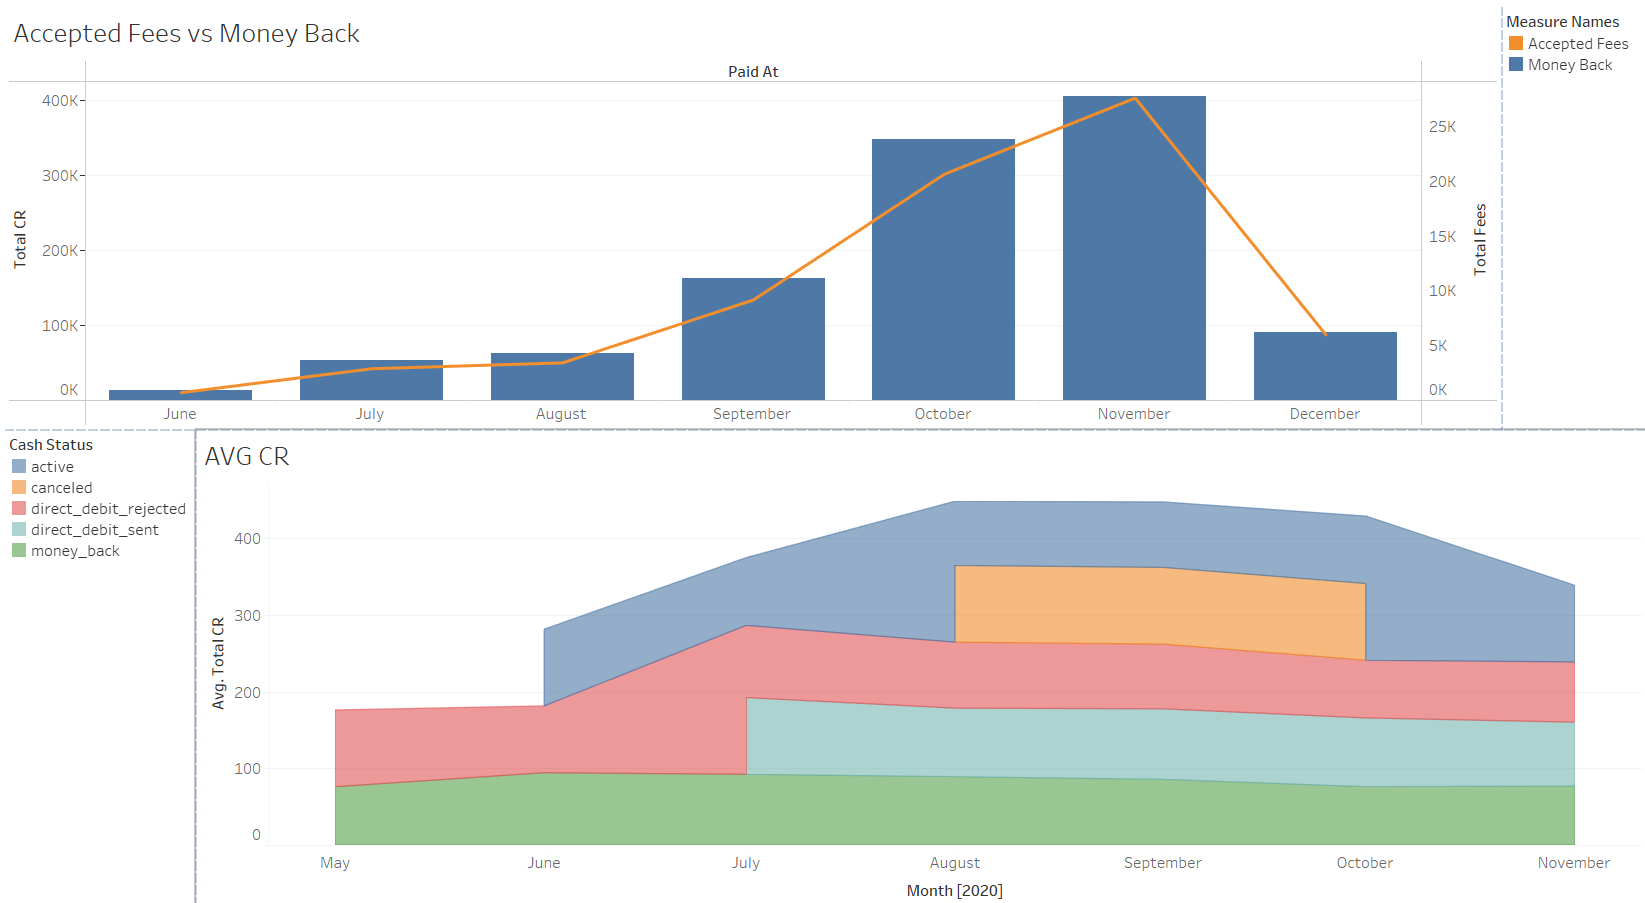 Accepted Fees vs Money Back
Measure Names
Accepted Fees
Money Back
Paid At
Total CR
400K
300K
200K
100K
0K
Total Fees
25K
20K
15K
10K
5K
0K
June July August September October November December
Cash Status
active
canceled
direct_debit_rejected
direct_debit_sent
money_back
AVG CR
Avg. Total CR
400
300
200
100
0
May June July August September October November
Month [2020]